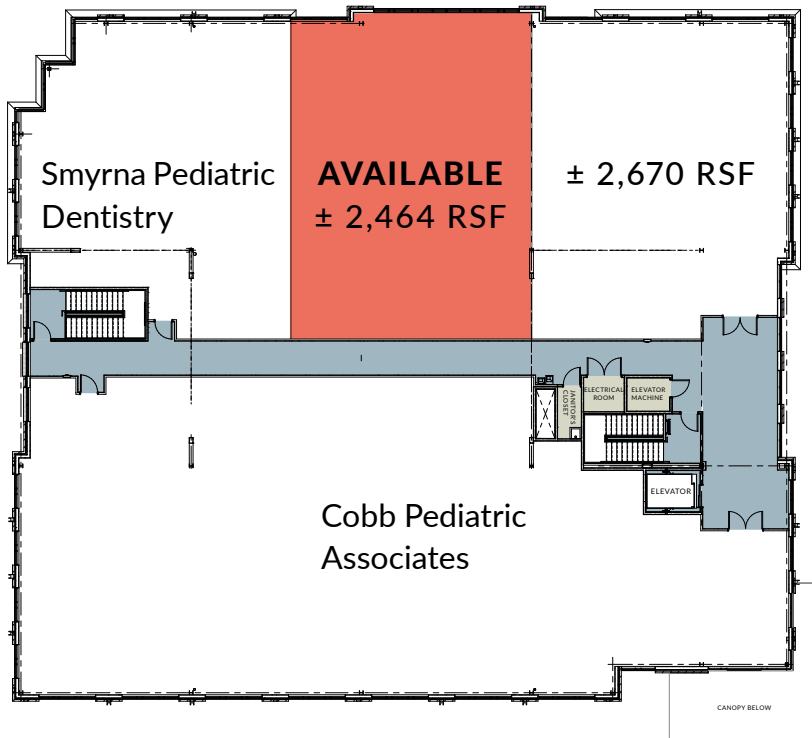 Smyrna Pediatric
Dentistry
AVAILABLE
± 2,464 RSF
± 2,670 RSF
JANITOR'S
CLOSET
ELECTRICAL
ROOM
ELEVATOR
MACHINE
ELEVATOR
Cobb Pediatric
Associates
CANOPY BELOW